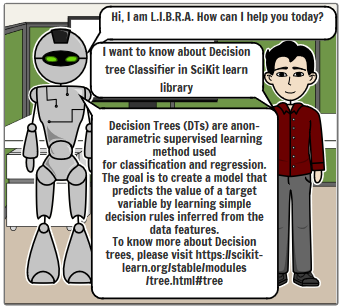 Hi, I am L.I.B.R.A. How can I help you today?
I want to know about Decision
tree Classifier in SciKit learn
library
Decision Trees (DTs) are anon-
parametric supervised learning
method used
for classification and regression.
The goal is to create a model that
predicts the value of a target
variable by learning simple
decision rules inferred from the
data features.
To know more about Decision
trees, please visit https://scikit-
learn.org/stable/modules
/tree.html#tree